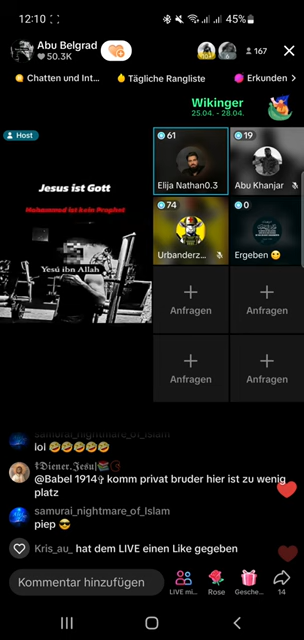 12:10
45%
Abu Belgrad
50.3K
167
Chatten und Int...
Tägliche Rangliste
Erkunden >
Wikinger
25.04. - 28.04.
Host
Jesus ist Gott
Mohammed ist kein Prophet
Yesú ibn Allah
61
Elija Nathan0.3
19
Abu Khanjar
74
Urbanderz...
0
Ergeben 😬
+
Anfragen
+
Anfragen
+
Anfragen
+
Anfragen
samurai_nightmare_of_Islam
loi 🤣🤣🤣🤣🤣
@Babel 1914✞ komm privat bruder hier ist zu wenig
platz
samurai_nightmare_of_Islam
piep 😎
Kris_au_ hat dem LIVE einen Like gegeben
Kommentar hinzufügen
LIVE mi...
Rose
Gesche...
14